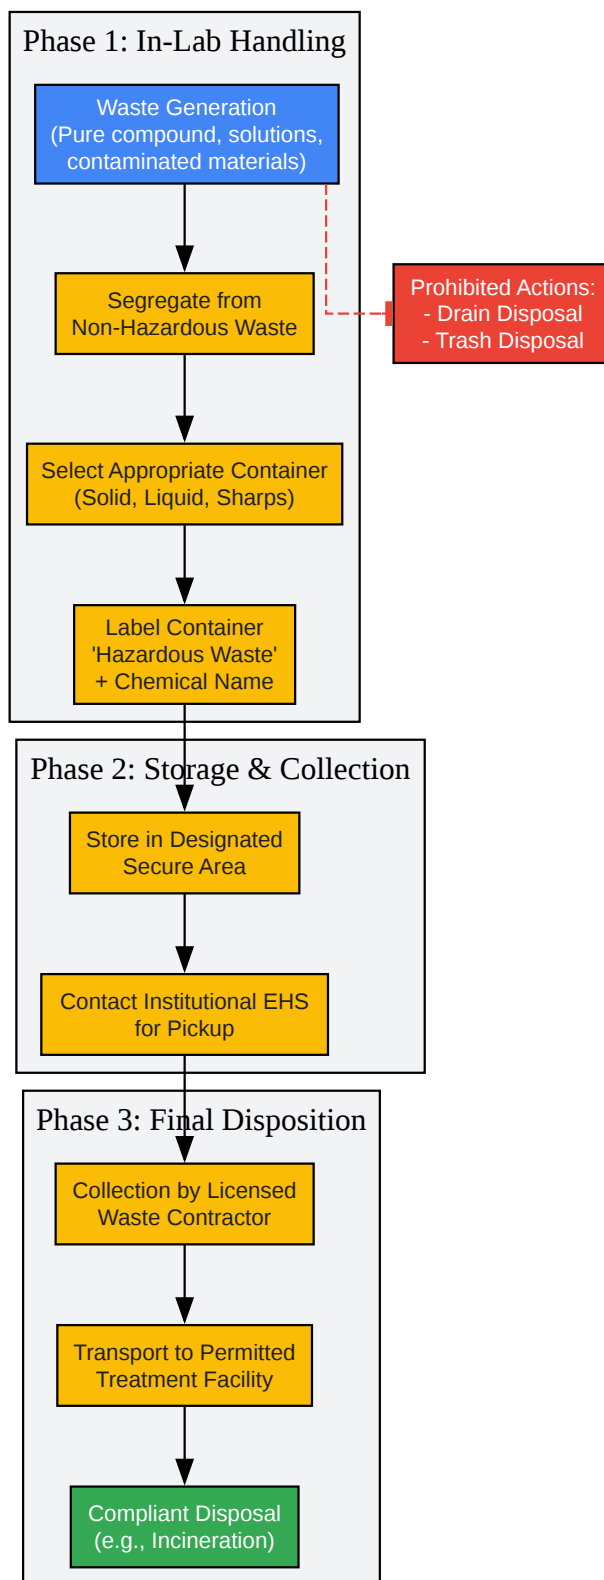 Phase 1: In-Lab Handling
Waste Generation
(Pure compound, solutions,
contaminated materials)
Prohibited Actions:
- Drain Disposal
- Trash Disposal
Segregate from
Non-Hazardous Waste
Select Appropriate Container
(Solid, Liquid, Sharps)
Label Container
'Hazardous Waste'
+ Chemical Name
Phase 2: Storage & Collection
Store in Designated
Secure Area
Contact Institutional EHS
for Pickup
Phase 3: Final Disposition
Collection by Licensed
Waste Contractor
Transport to Permitted
Treatment Facility
Compliant Disposal
(e.g., Incineration)